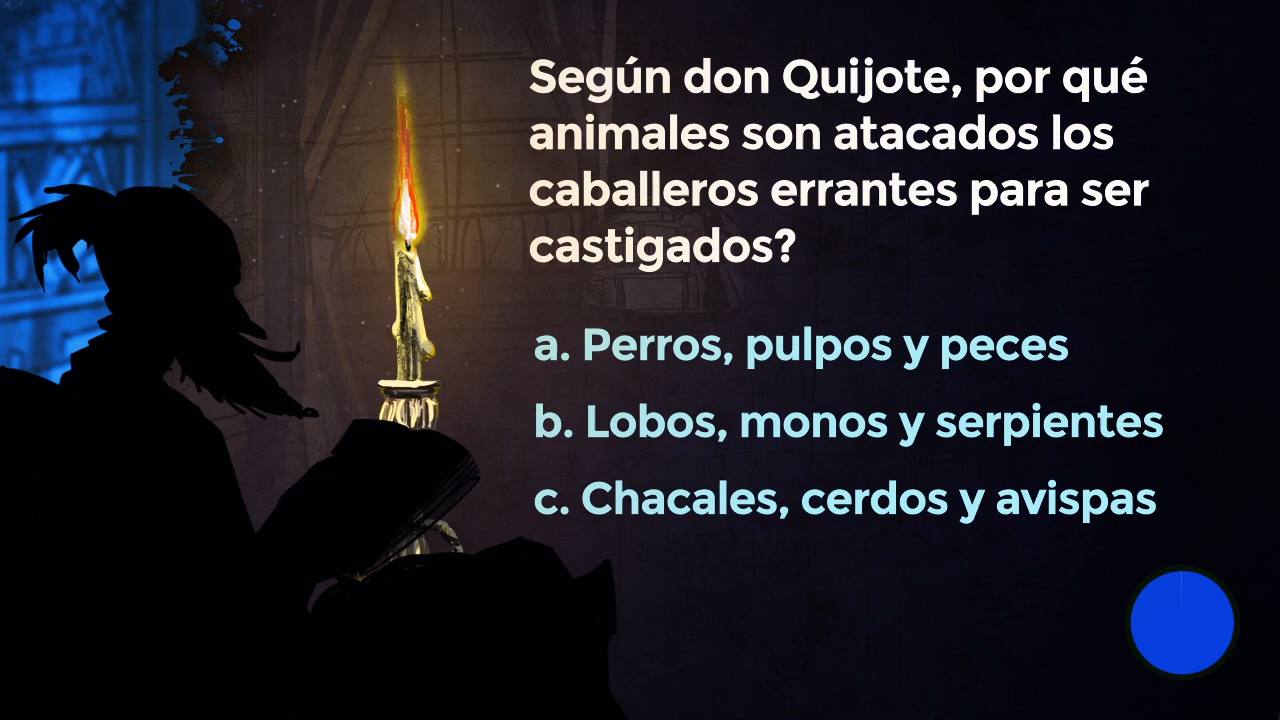 Según don Quijote, por qué
animales son atacados los
caballeros errantes para ser
castigados?
a. Perros, pulpos y peces
b. Lobos, monos y serpientes
c. Chacales, cerdos y avispas